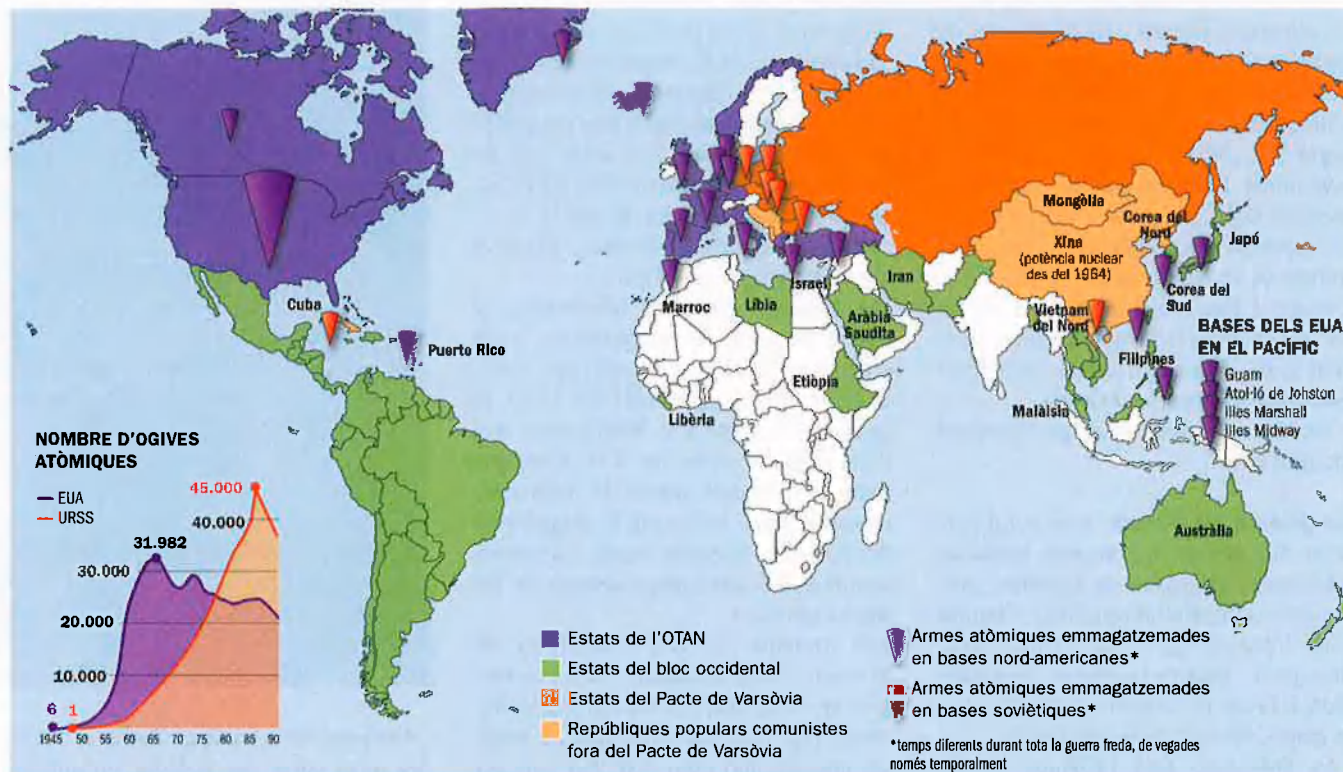 Mongòlia
Corea del
Nord
Japó
Xina
(potència nuclear
des del 1964)
Cuba
Marroc
Líbia
Israel
Iran
Aràbia
Saudita
Vietnam
del Nord
Corea del
Sud
Puerto Rico
Filipines
BASES DELS EUA
EN EL PACÍFIC
Guam
Atol·ló de Johston
Illes Marshall
Illes Midway
Etiòpia
Libèria
Malàisia
Austràlia
NOMBRE D'OGIVES
ATÒMIQUES
EUA
URSS
45.000
40.000
31.982
30.000
20.000
10.000
6 1
1945 50 55 60 65 70 75 80 85 90
Estats de l'OTAN
Estats del bloc occidental
Estats del Pacte de Varsòvia
Repúbliques populars comunistes
fora del Pacte de Varsòvia
Armes atòmiques emmagatzemades
en bases nord-americanes*
Armes atòmiques emmagatzemades
en bases soviètiques*
*temps diferents durant tota la guerra freda, de vegades
només temporalment